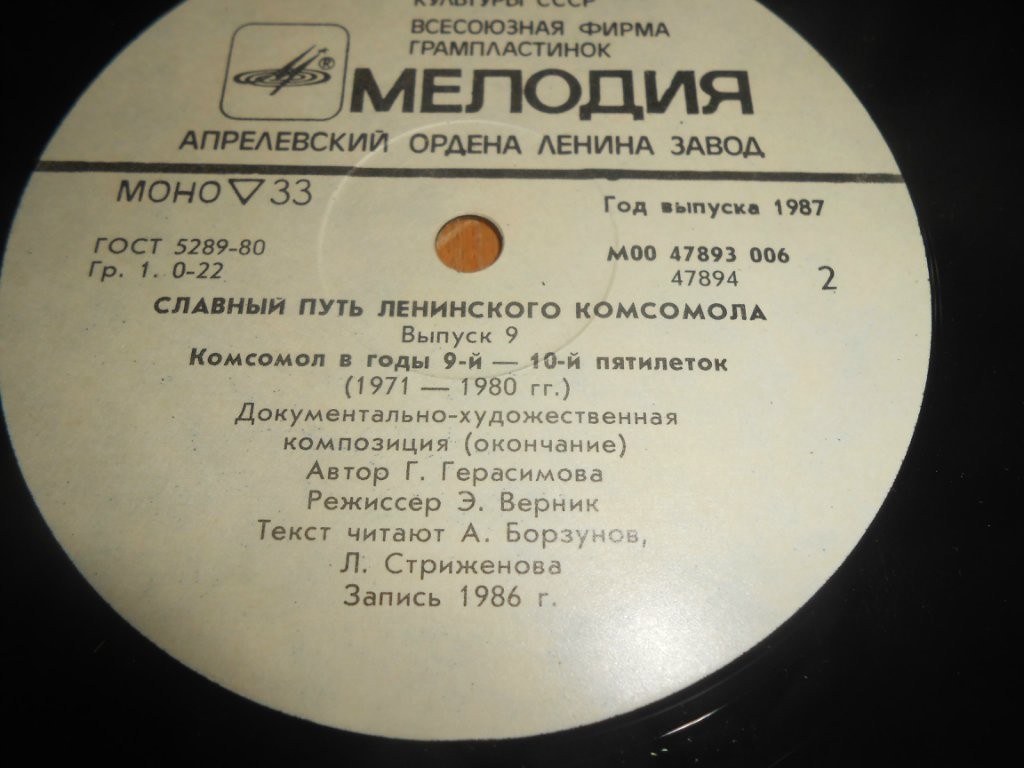 КУЛЬТУРЫ СССР
ВСЕСОЮЗНАЯ ФИРМА
ГРАМПЛАСТИНОК
®
МЕЛОДИЯ
АПРЕЛЕВСКИЙ ОРДЕНА ЛЕНИНА ЗАВОД
МОНО ▽ 33
Год выпуска 1987
ГОСТ 5289-80
Гр. 1. 0-22
М00 47893 006
47894
2
СЛАВНЫЙ ПУТЬ ЛЕНИНСКОГО КОМСОМОЛА
Выпуск 9
Комсомол в годы 9-й — 10-й пятилеток
(1971 — 1980 гг.)
Документально-художественная
композиция (окончание)
Автор Г. Герасимова
Режиссер Э. Верник
Текст читают А. Борзунов,
Л. Стриженова
Запись 1986 г.